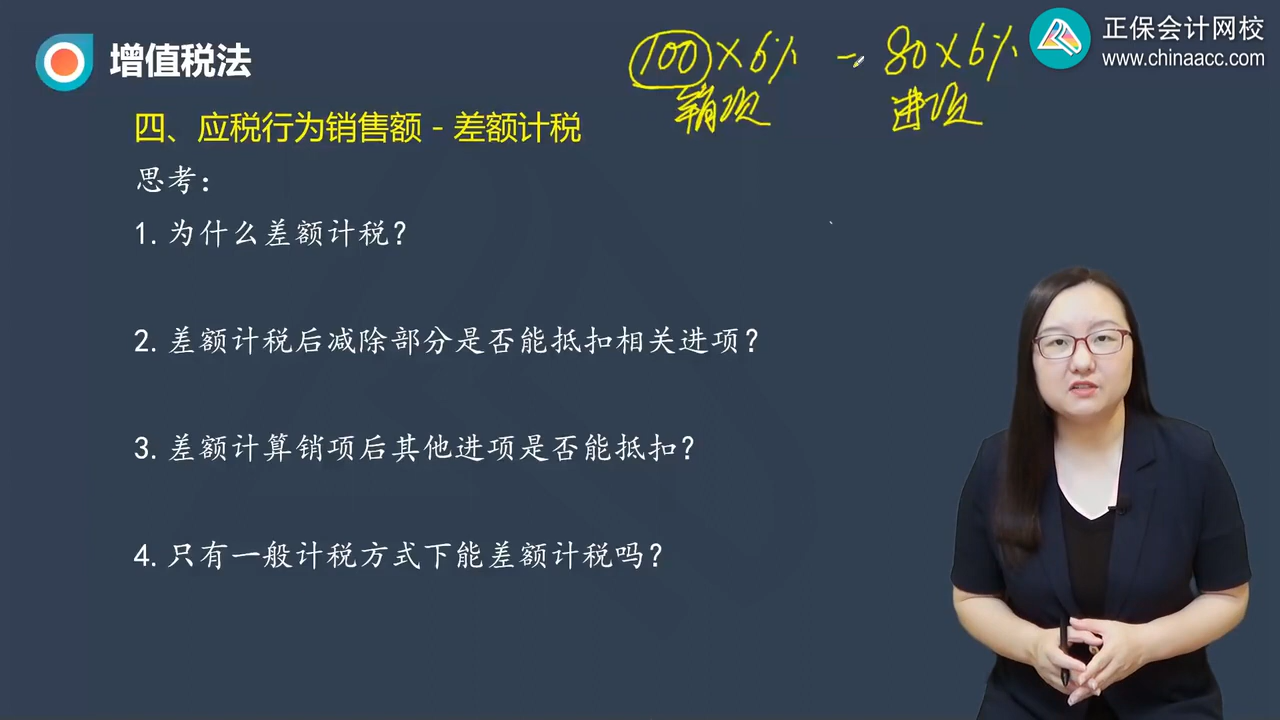 增值税法
100×6% - 80×6%
销项 进项
正保会计网校
www.chinaacc.com
四、应税行为销售额－差额计税
思考：
1.为什么差额计税？
2.差额计税后减除部分是否能抵扣相关进项？
3.差额计算销项后其他进项是否能抵扣？
4.只有一般计税方式下能差额计税吗？